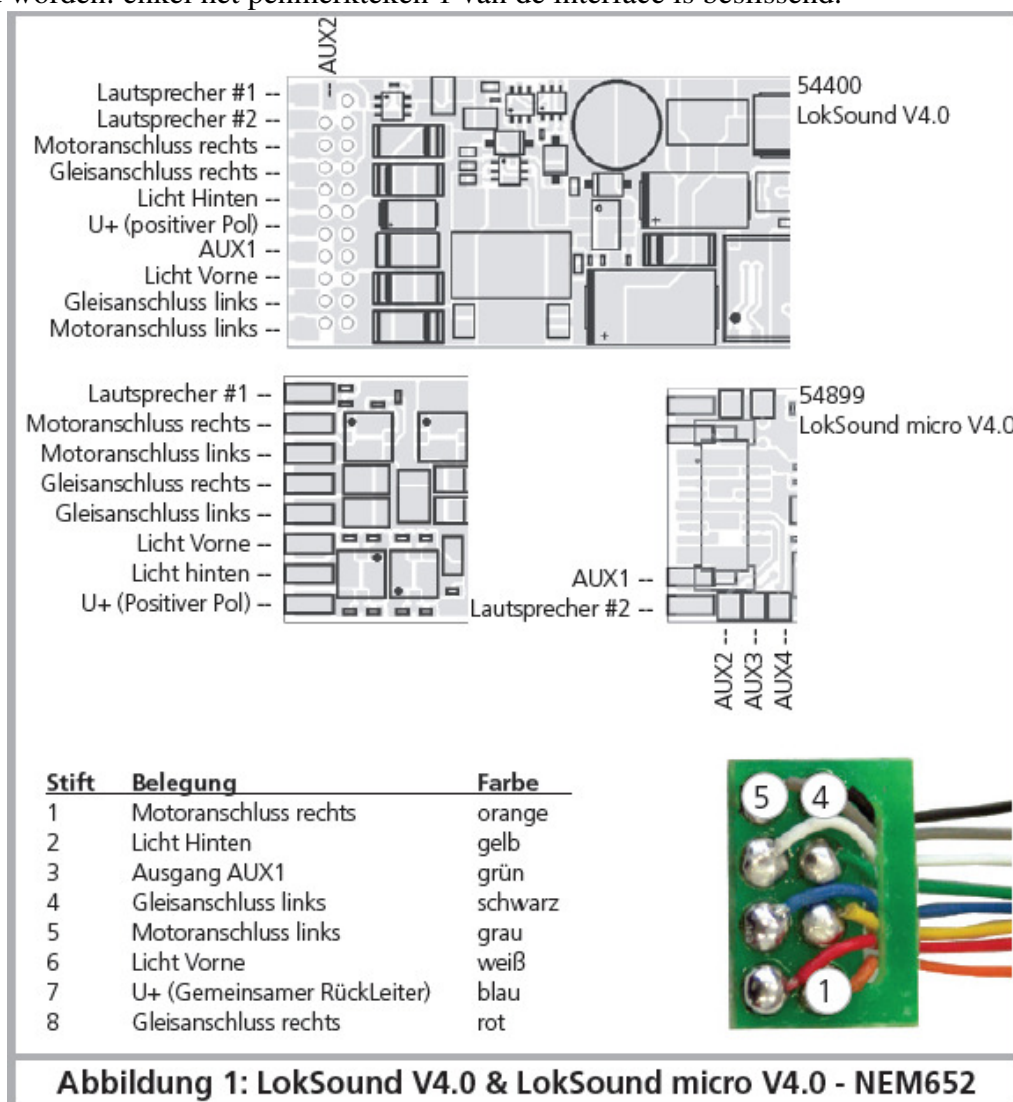 worden: enkel het penmerkteken 1 van de interface is beslissend.
-- AUX2
Lautsprecher #1 --
Lautsprecher #2 --
Motoranschluss rechts --
Gleisanschluss rechts --
Licht Hinten --
U+ (positiver Pol) --
AUX1 --
Licht Vorne --
Gleisanschluss links --
Motoranschluss links --
54400
LokSound V4.0
Lautsprecher #1 --
Motoranschluss rechts --
Motoranschluss links --
Gleisanschluss rechts --
Gleisanschluss links --
Licht Vorne --
Licht hinten --
U+ (Positiver Pol) --
54899
LokSound micro V4.0
AUX1 --
Lautsprecher #2 --
AUX2 --
AUX3 --
AUX4 --
Stift Belegung Farbe
1 Motoranschluss rechts orange
2 Licht Hinten gelb
3 Ausgang AUX1 grün
4 Gleisanschluss links schwarz
5 Motoranschluss links grau
6 Licht Vorne weiß
7 U+ (Gemeinsamer RückLeiter) blau
8 Gleisanschluss rechts rot
5 4
1
Abbildung 1: LokSound V4.0 & LokSound micro V4.0 - NEM652